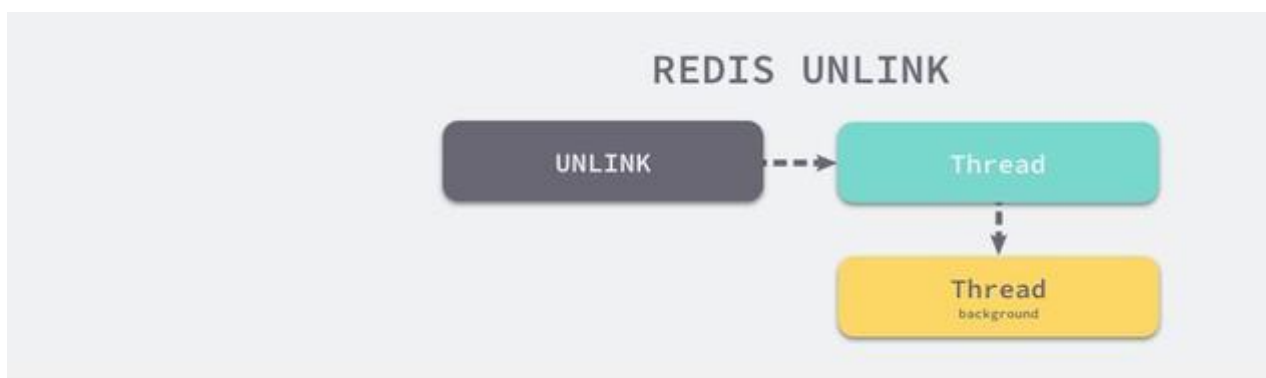 REDIS UNLINK
UNLINK
Thread
Thread
background